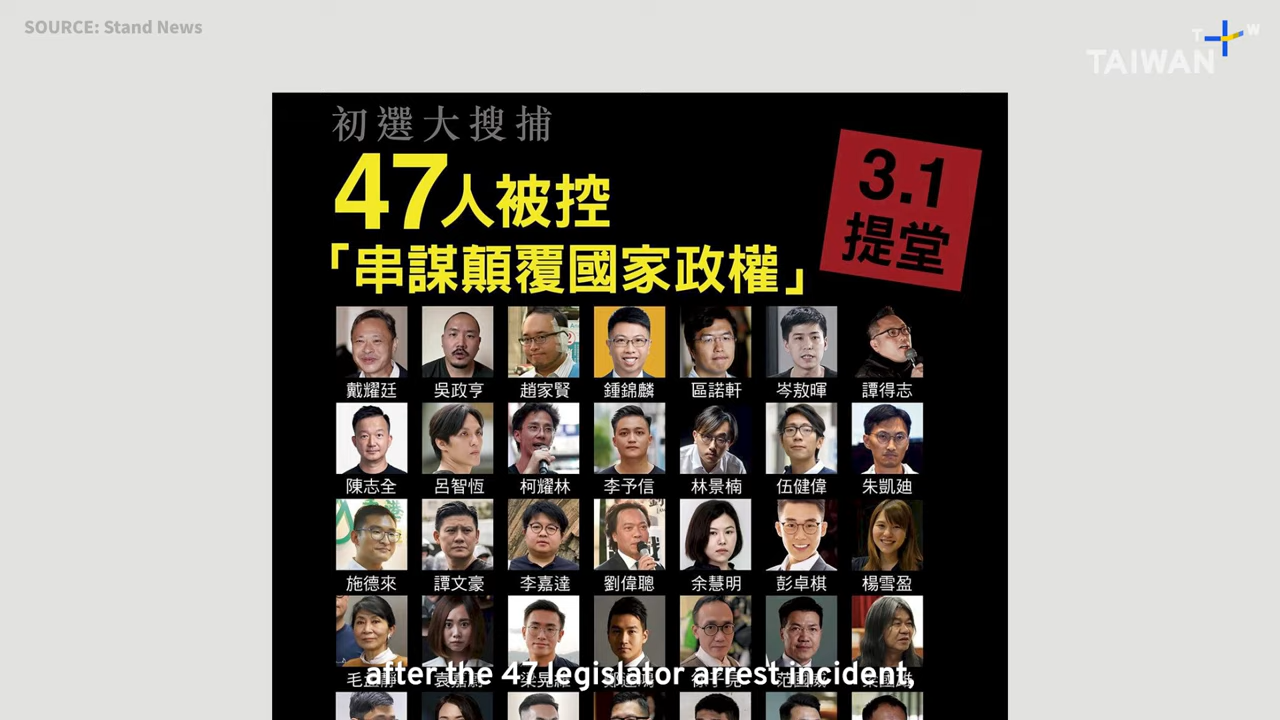 SOURCE: Stand News
T W
TAIWAN
初選大搜捕
47人被控
「串謀顛覆國家政權」
3.1
提堂
戴耀廷 吳政亨 趙家賢 鍾錦麟 區諾軒 岑敖暉 譚得志
陳志全 呂智恆 柯耀林 李予信 林景楠 伍健偉 朱凱廸
施德來 譚文豪 李嘉達 劉偉聰 余慧明 彭卓棋 楊雪盈
after the 47 legislator arrest incident,